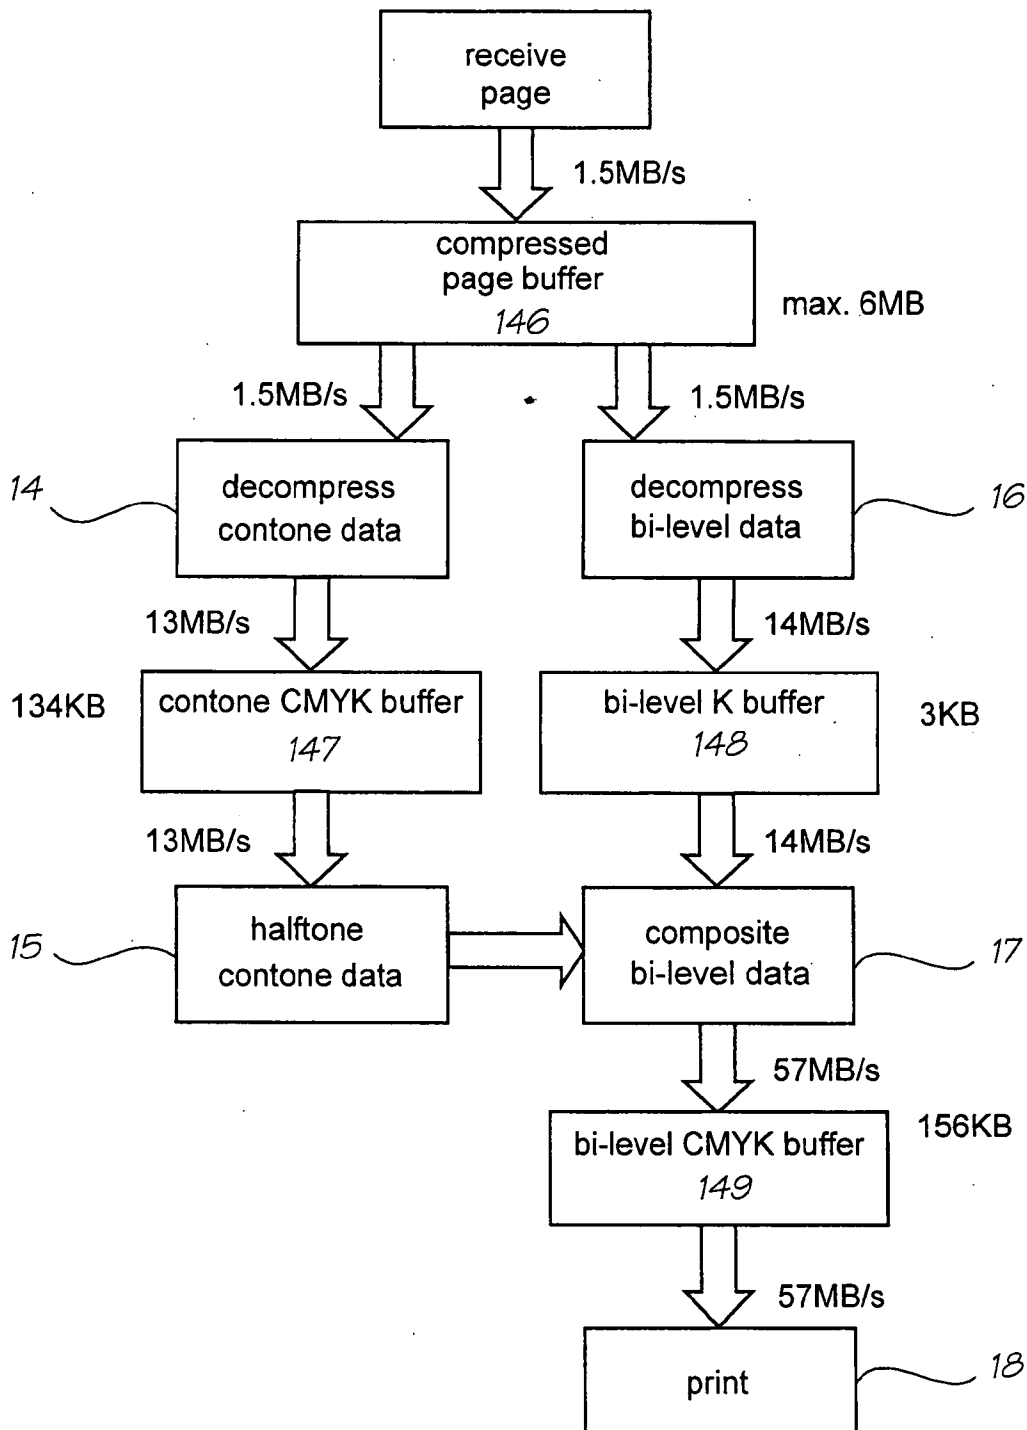 receive
page
1.5MB/s
compressed
page buffer
146
max. 6MB
1.5MB/s
1.5MB/s
14
decompress
contone data
decompress
bi-level data
16
13MB/s
14MB/s
134KB
contone CMYK buffer
147
bi-level K buffer
148
3KB
13MB/s
14MB/s
15
halftone
contone data
composite
bi-level data
17
57MB/s
bi-level CMYK buffer
149
156KB
57MB/s
print
18